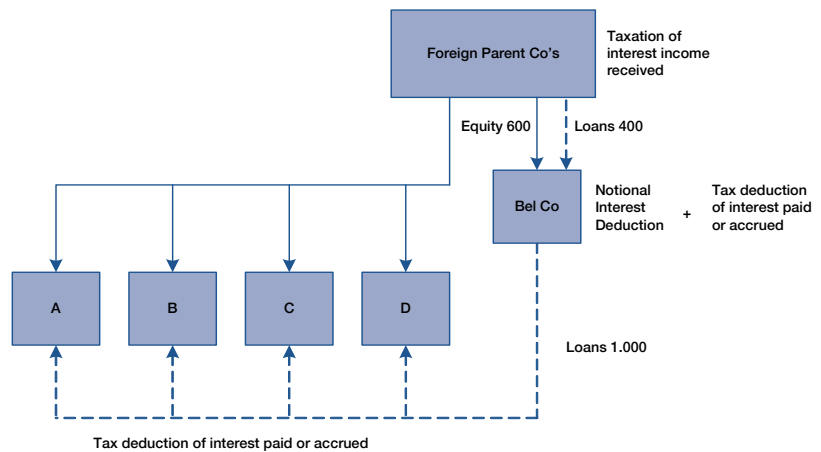 Foreign Parent Co's
Taxation of
interest income
received
Equity 600
Loans 400
Bel Co
Notional
Interest
Deduction
+
Tax deduction
of interest paid
or accrued
A
B
C
D
Loans 1.000
Tax deduction of interest paid or accrued